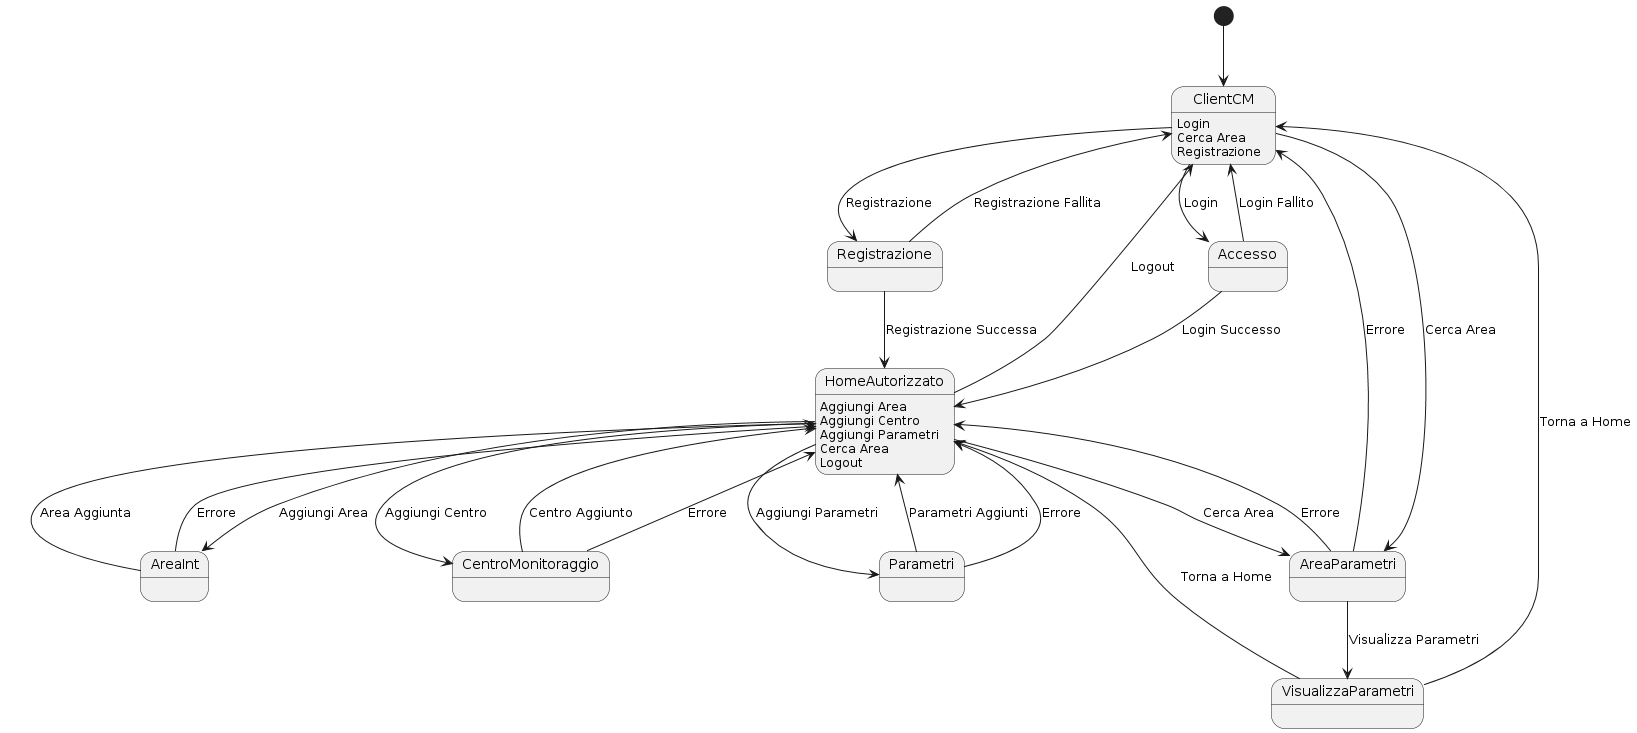 ClientCM
Login
Cerca Area
Registrazione
Registrazione
Registrazione Fallita
Login
Login Fallito
Registrazione
Accesso
Logout
Registrazione Successa
Login Successo
Errore
Cerca Area
HomeAutorizzato
Aggiungi Area
Aggiungi Centro
Aggiungi Parametri
Cerca Area
Logout
Torna a Home
Area Aggiunta
Errore
Aggiungi Area
Aggiungi Centro
Centro Aggiunto
Errore
Aggiungi Parametri
Parametri Aggiunti
Errore
Cerca Area
Errore
AreaInt
CentroMonitoraggio
Parametri
AreaParametri
Torna a Home
Visualizza Parametri
VisualizzaParametri